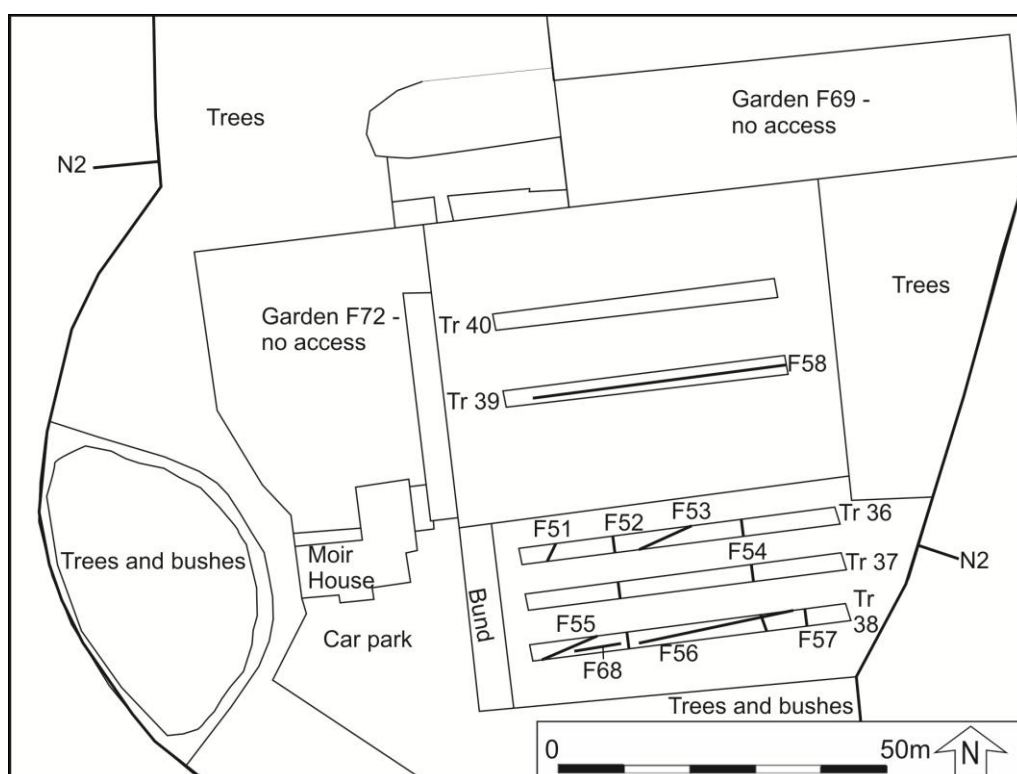 Garden F69 -
no access
Trees
N2
Trees
Garden F72 -
no access
Tr 40
F58
Tr 39
F53
Tr 36
F51
F52
F54
Tr 37
Trees and bushes
Moir
House
N2
Bund
Tr
38
F55
Car park
F57
F56
F68
Trees and bushes
0
50m
N